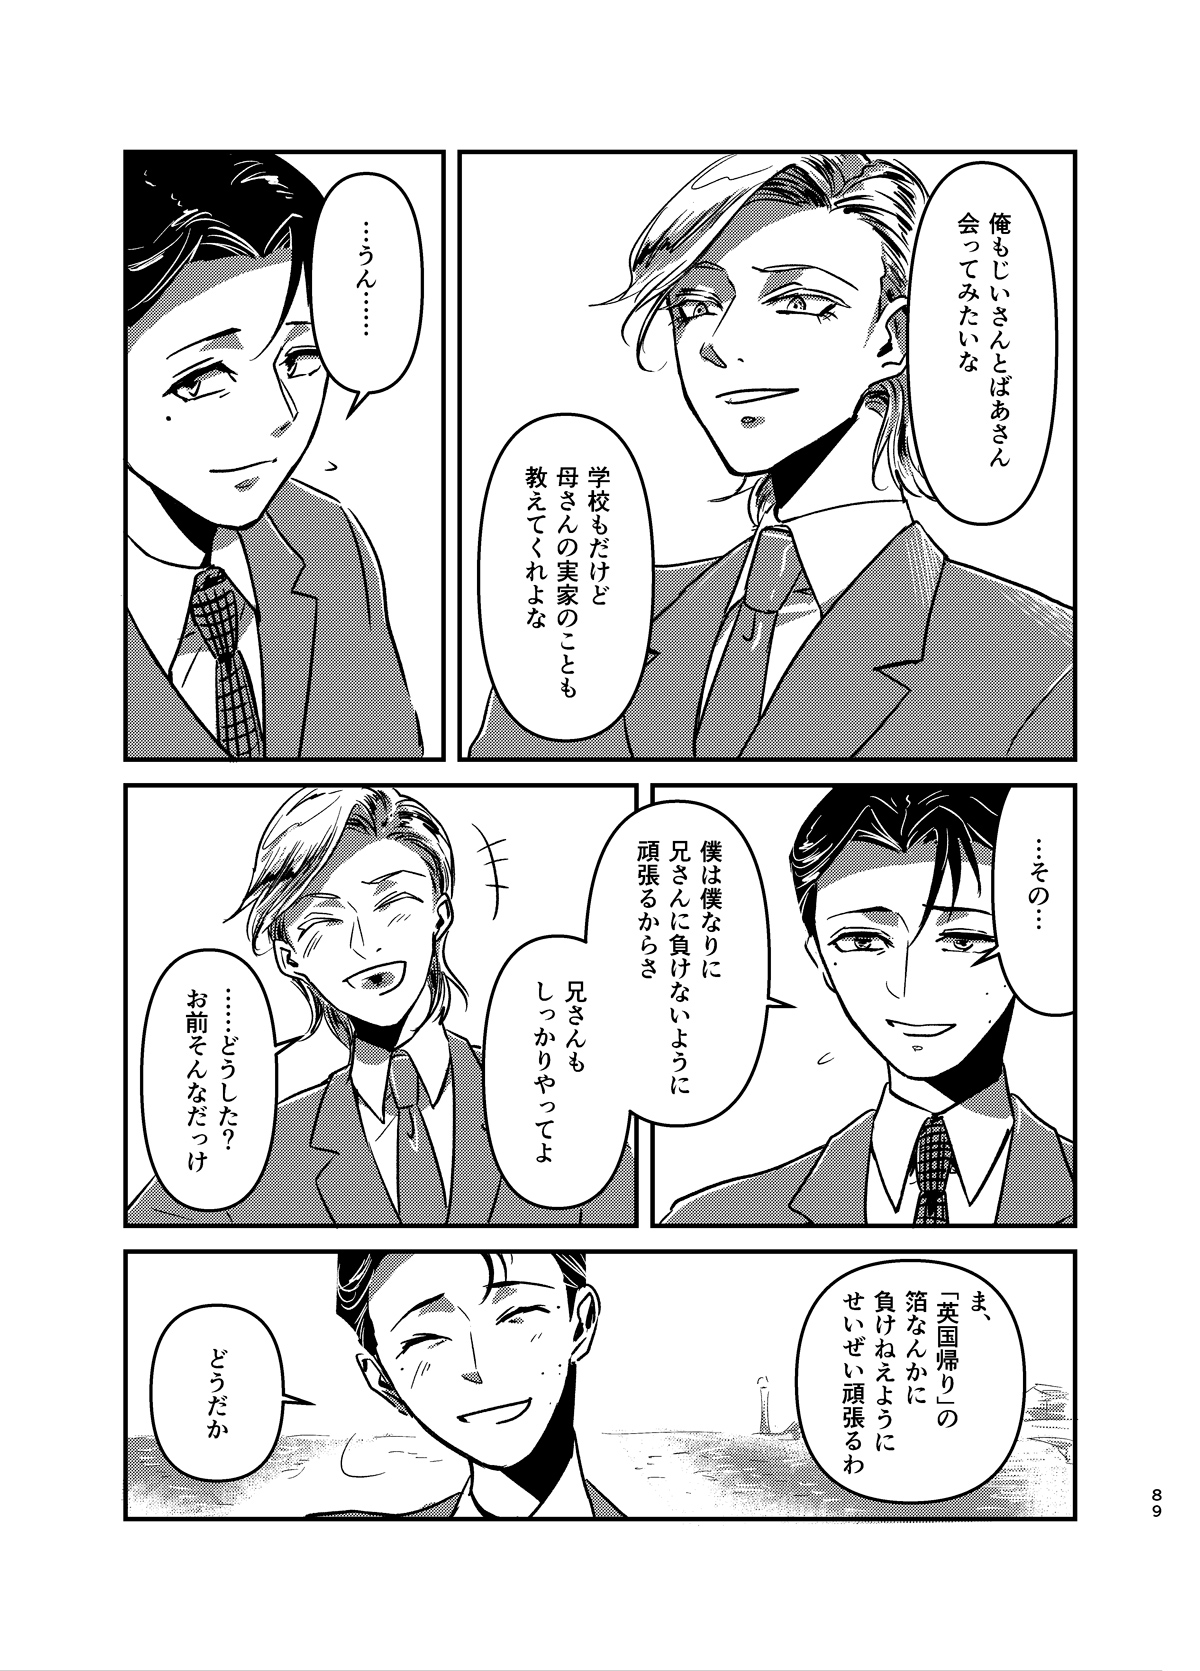 俺もじいさんとばあさん
会ってみたいな
学校もだけど
母さんの実家のことも
教えてくれよな
…うん……
…その…
僕は僕なりに
兄さんに負けないように
頑張るからさ
兄さんも
しっかりやってよ
……どうした？
お前そんなだっけ
ま、
「英国帰り」の
箔なんかに
負けねえように
せいぜい頑張るわ
どうだか
89